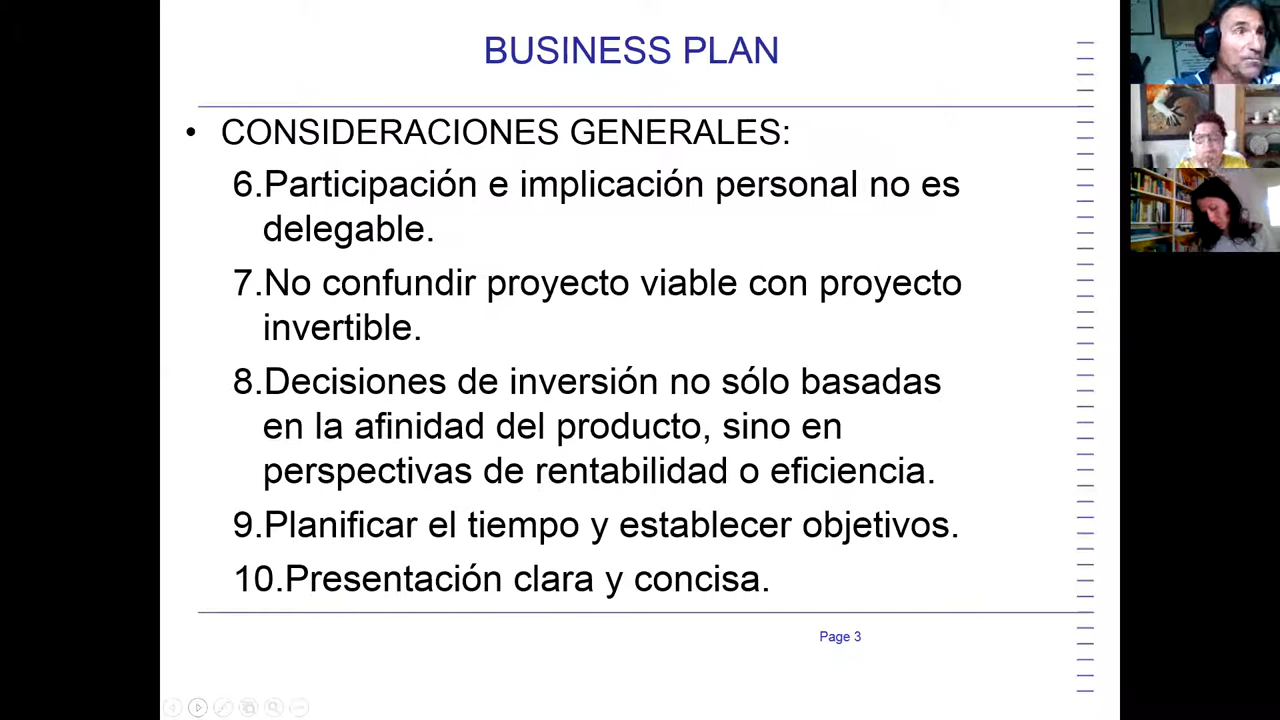 BUSINESS PLAN
• CONSIDERACIONES GENERALES:
6.Participación e implicación personal no es
delegable.
7.No confundir proyecto viable con proyecto
invertible.
8.Decisiones de inversión no sólo basadas
en la afinidad del producto, sino en
perspectivas de rentabilidad o eficiencia.
9.Planificar el tiempo y establecer objetivos.
10.Presentación clara y concisa.
Page 3